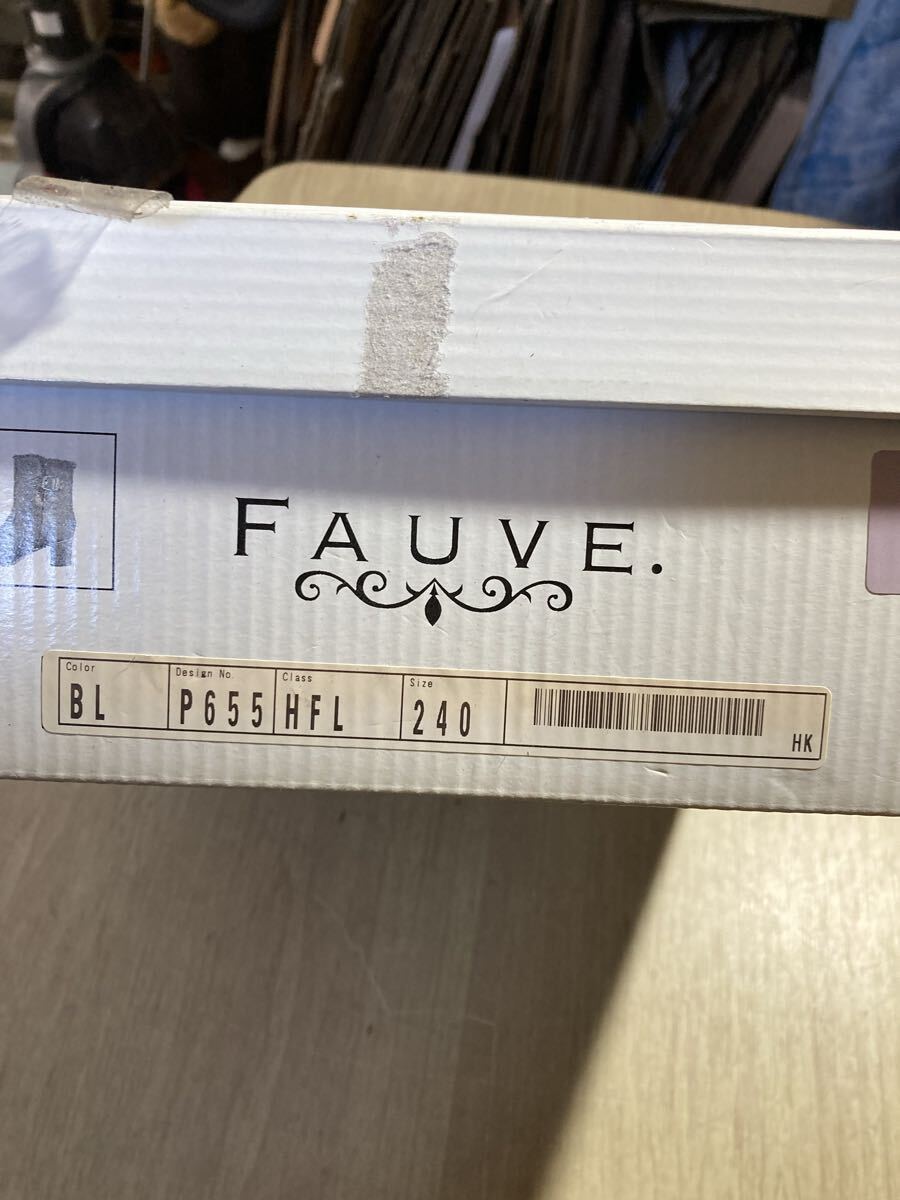 FAUVE.
Color Design No. Class Size
BL P655 HFL 240
HK